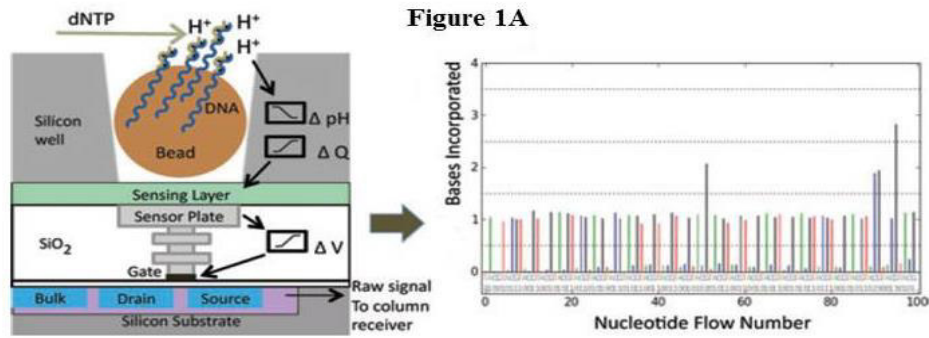 Figure 1A
dNTP
H+
H+
DNA
Δ pH
Silicon
well
Bead
Δ Q
Sensing Layer
Sensor Plate
SiO2
Δ V
Gate
Bulk
Drain
Source
Silicon Substrate
Raw signal
To column
receiver
Bases Incorporated
4
3
2
1
0
0
20
40
60
80
100
Nucleotide Flow Number